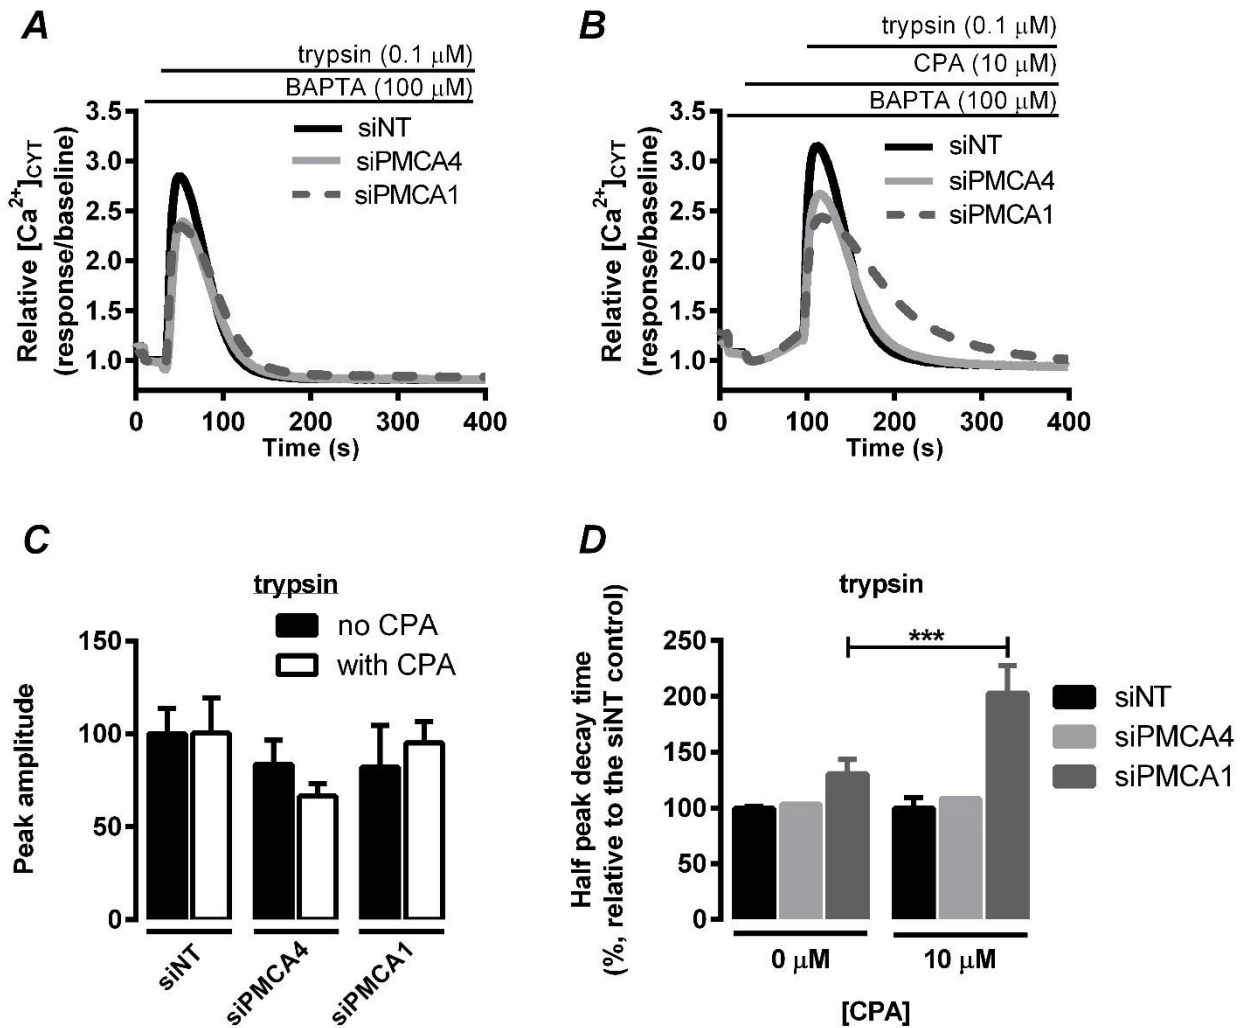 A
trypsin (0.1 μM)
BAPTA (100 μM)
3.5
3.0
2.5
2.0
1.5
1.0
Relative [Ca2+]CYT
(response/baseline)
siNT
siPMCA4
siPMCA1
0 100 200 300 400
Time (s)
B
trypsin (0.1 μM)
CPA (10 μM)
BAPTA (100 μM)
3.5
3.0
2.5
2.0
1.5
1.0
Relative [Ca2+]CYT
(response/baseline)
siNT
siPMCA4
siPMCA1
0 100 200 300 400
Time (s)
C
trypsin
no CPA
with CPA
150
100
50
0
Peak amplitude
siNT
siPMCA4
siPMCA1
D
trypsin
***
250
200
150
100
50
0
Half peak decay time
(%, relative to the siNT control)
siNT
siPMCA4
siPMCA1
0 μM 10 μM
[CPA]